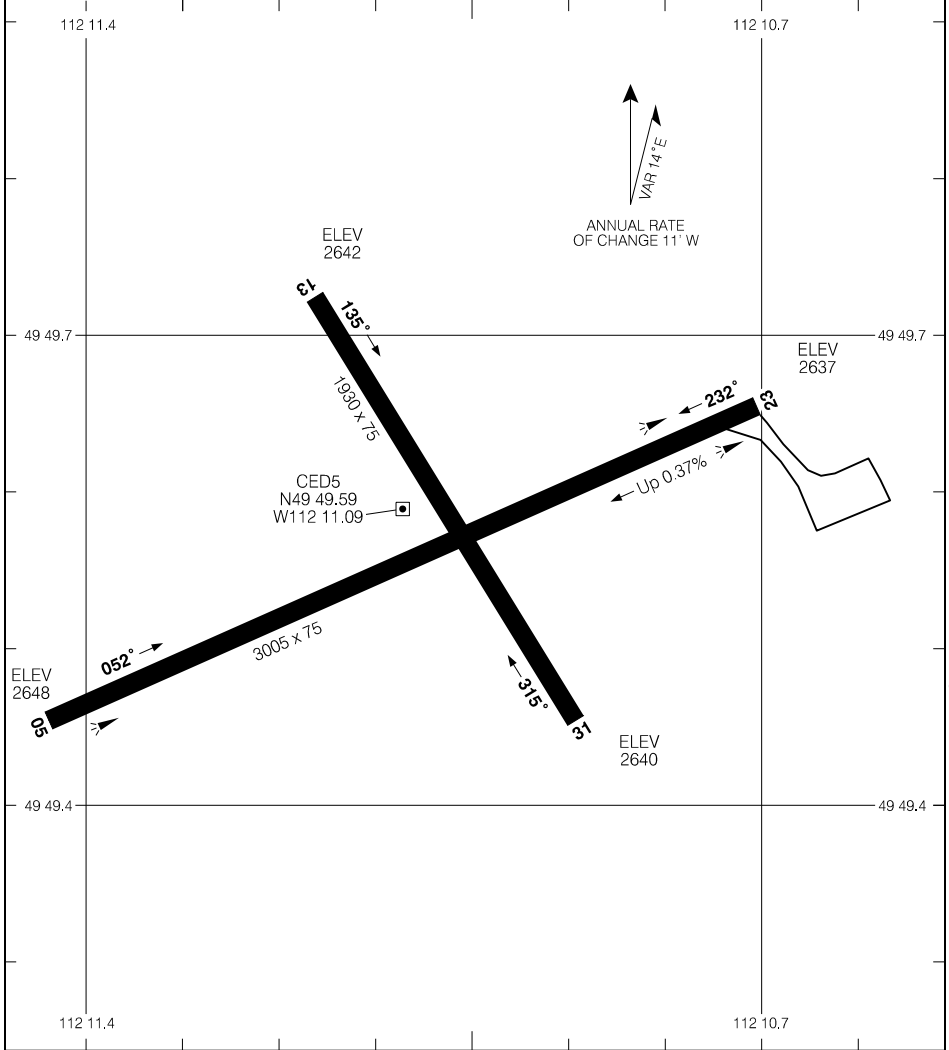 112 11.4
112 10.7
VAR 14°E
ANNUAL RATE
OF CHANGE 11' W
ELEV
2642
13
135°
49 49.7
49 49.7
ELEV
2637
1930 x 75
232°
23
Up 0.37%
CED5
N49 49.59
W112 11.09
3005 x 75
052°
ELEV
2648
05
315°
31
ELEV
2640
49 49.4
49 49.4
112 11.4
112 10.7